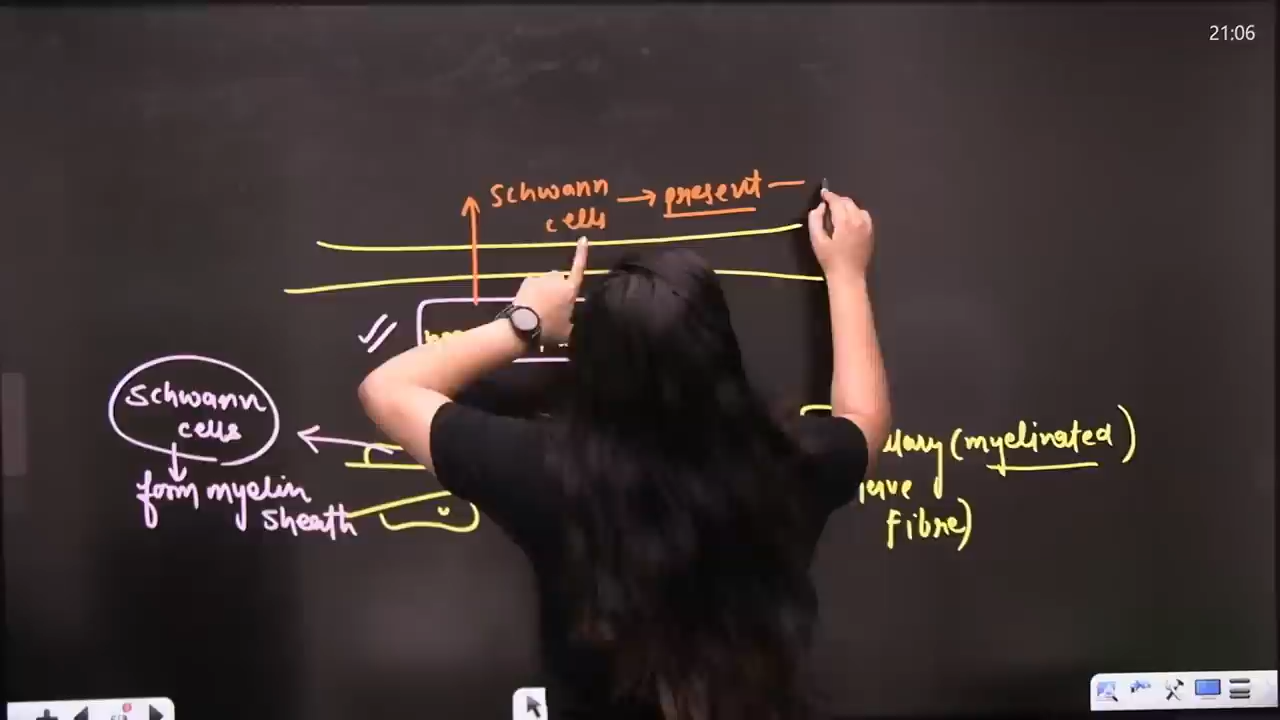 21:06
Schwann → present —
cells
Schwann
cells
form myelin
sheath
(myelinated)
fibre)